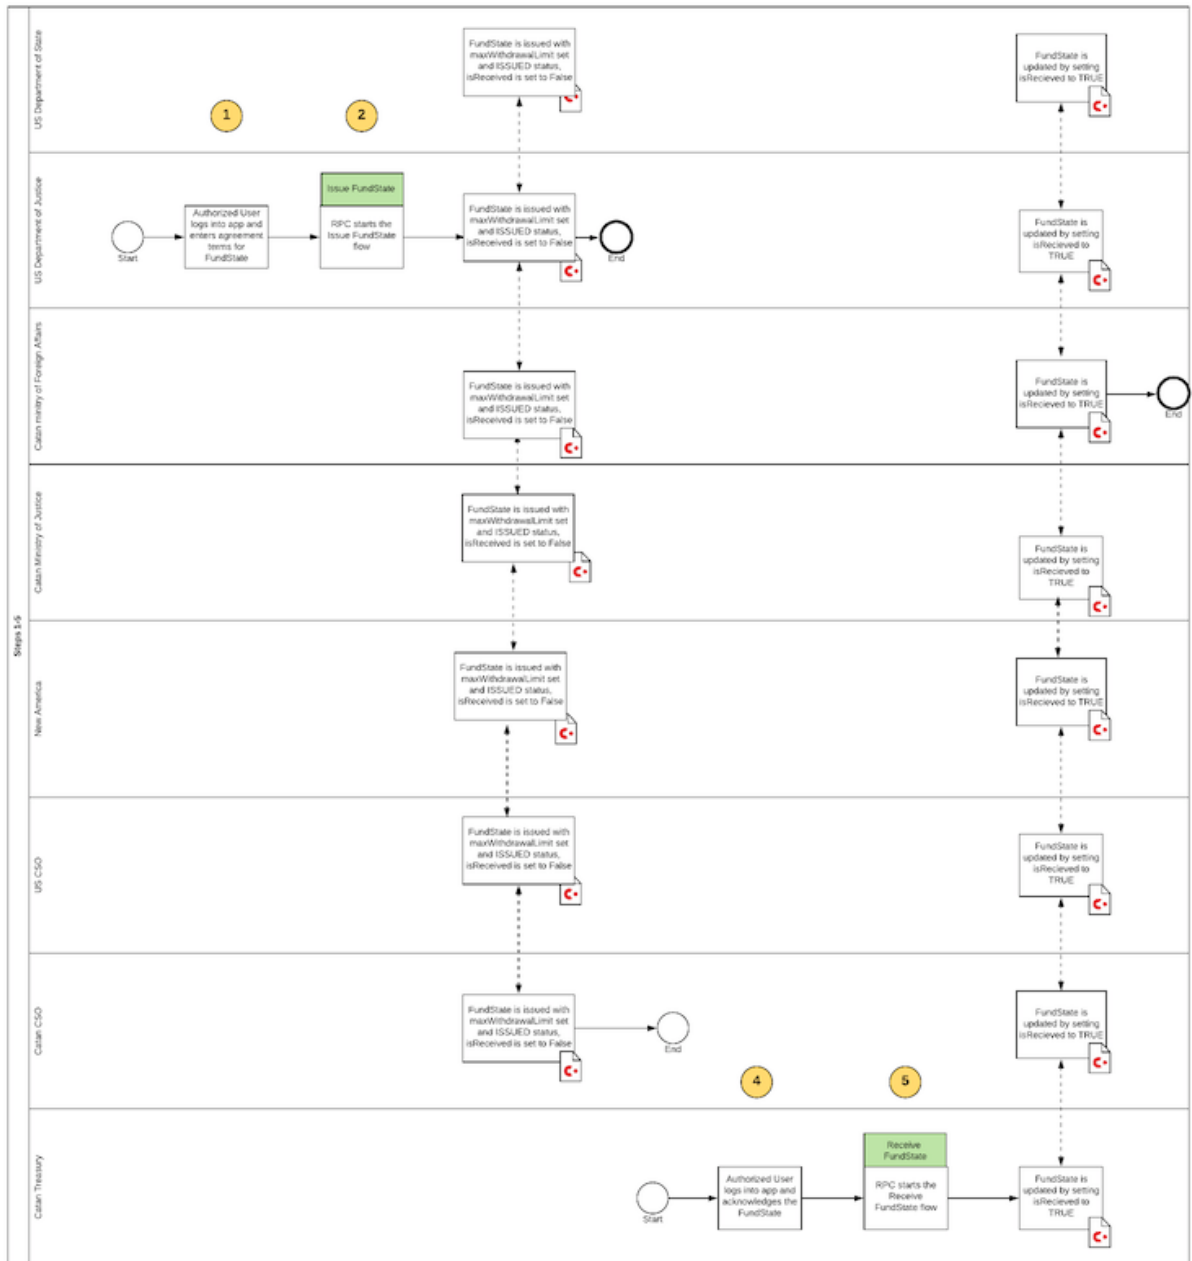 Steps 1-5
US Department of State
1
2
FundState is issued with
maxWithdrawalLimit set
and ISSUED status,
isReceived is set to False
FundState is
updated by setting
isRecieved to TRUE
US Department of Justice
Start
Authorized User
logs into app and
enters agreement
terms for
FundState
Issue FundState
RPC starts the
Issue FundState
flow
FundState is issued with
maxWithdrawalLimit set
and ISSUED status,
isReceived is set to False
End
FundState is
updated by setting
isRecieved to
TRUE
Catan minitry of Foreign Affairs
FundState is issued with
maxWithdrawalLimit set
and ISSUED status,
isReceived is set to False
FundState is
updated by setting
isRecieved to TRUE
End
Catan Ministry of Justice
FundState is issued with
maxWithdrawalLimit set
and ISSUED status,
isReceived is set to False
FundState is
updated by setting
isRecieved to
TRUE
New America
FundState is issued with
maxWithdrawalLimit set
and ISSUED status,
isReceived is set to False
FundState is
updated by setting
isRecieved to TRUE
US CSO
FundState is issued with
maxWithdrawalLimit set
and ISSUED status,
isReceived is set to False
FundState is
updated by setting
isRecieved to
TRUE
Catan CSO
FundState is issued with
maxWithdrawalLimit set
and ISSUED status,
isReceived is set to False
End
4
5
FundState is
updated by setting
isRecieved to TRUE
Catan Treasury
Start
Authorized User
logs into app and
acknowledges the
FundState
Receive
FundState
RPC starts the
Receive
FundState flow
FundState is
updated by setting
isRecieved to
TRUE